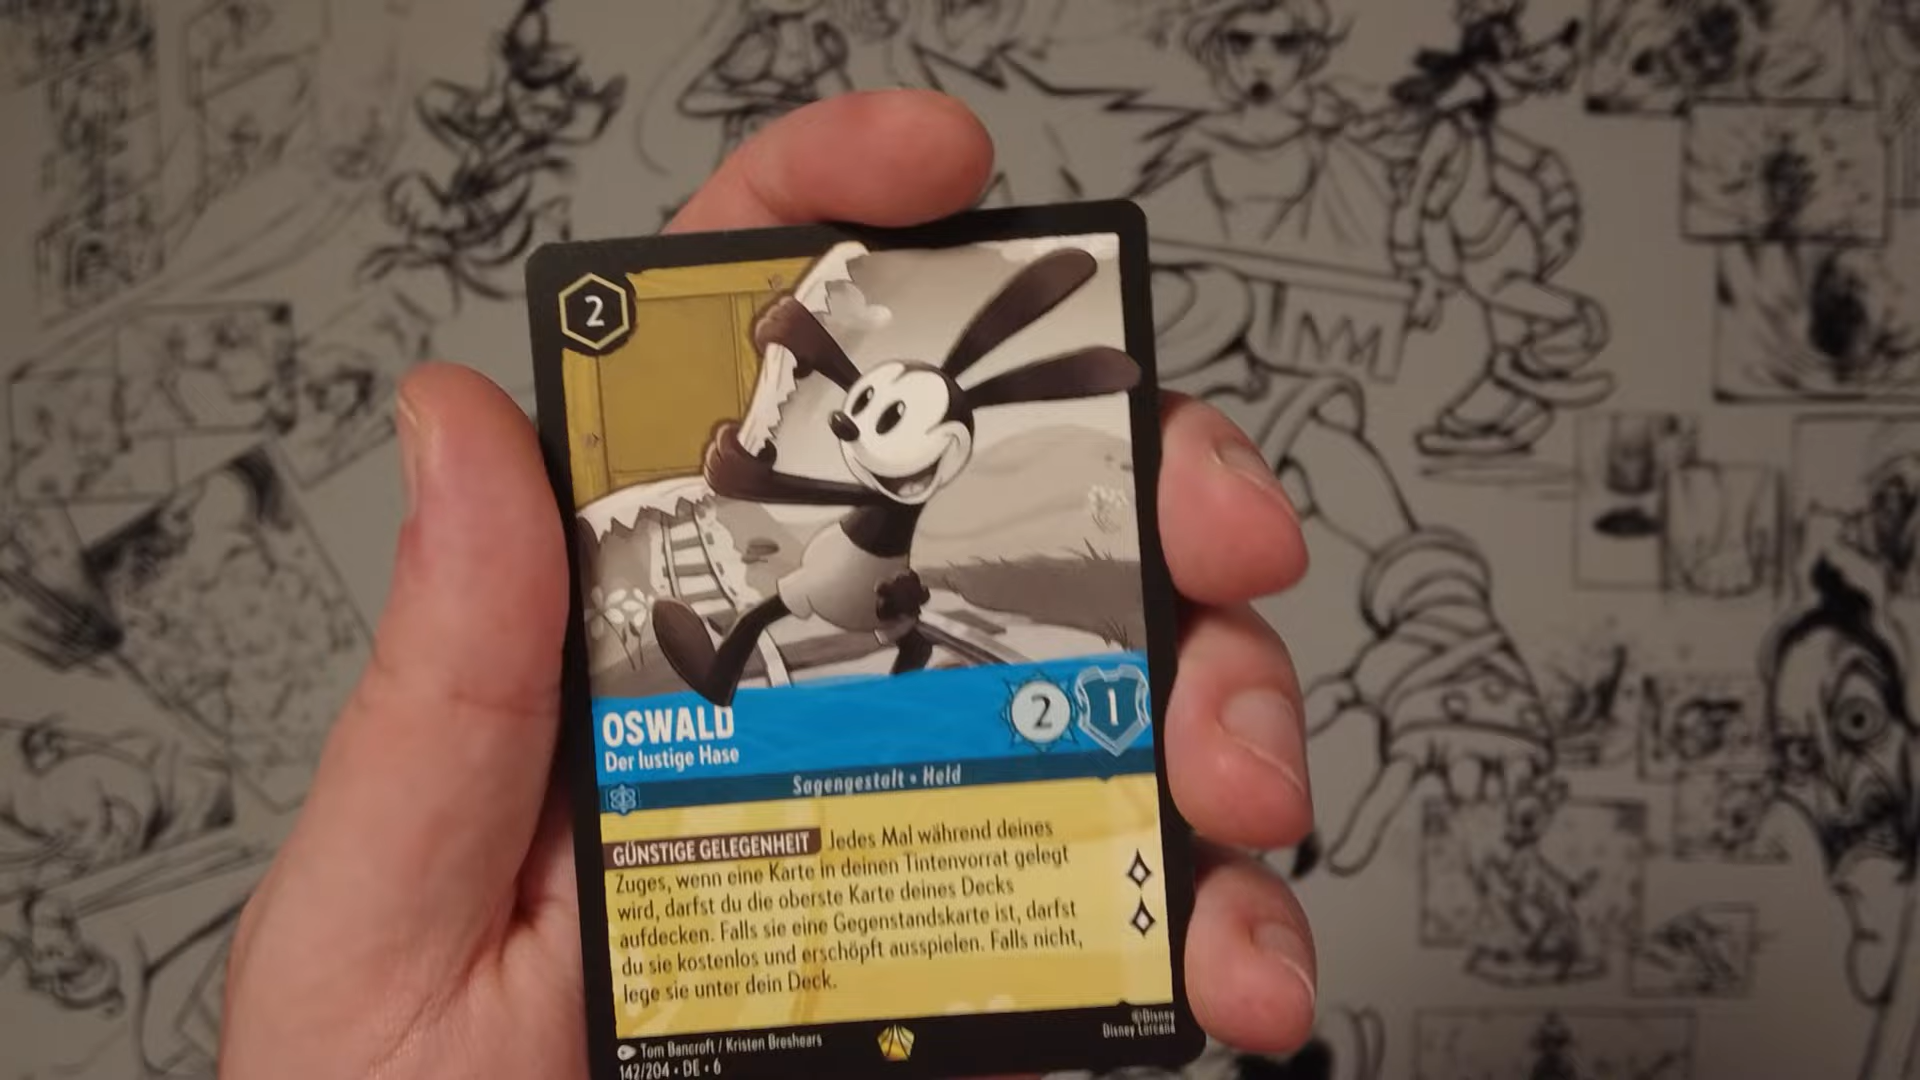 2
OSWALD
Der lustige Hase
2 1
Sagengestalt • Held
GÜNSTIGE GELEGENHEIT Jedes Mal während deines
Zuges, wenn eine Karte in deinen Tintenvorrat gelegt
wird, darfst du die oberste Karte deines Decks
aufdecken. Falls sie eine Gegenstandskarte ist, darfst
du sie kostenlos und erschöpft ausspielen. Falls nicht,
lege sie unter dein Deck.
Tom Bancroft / Kristen Breshears
142/204 • DE • 6
©Disney
Disney Lorcana